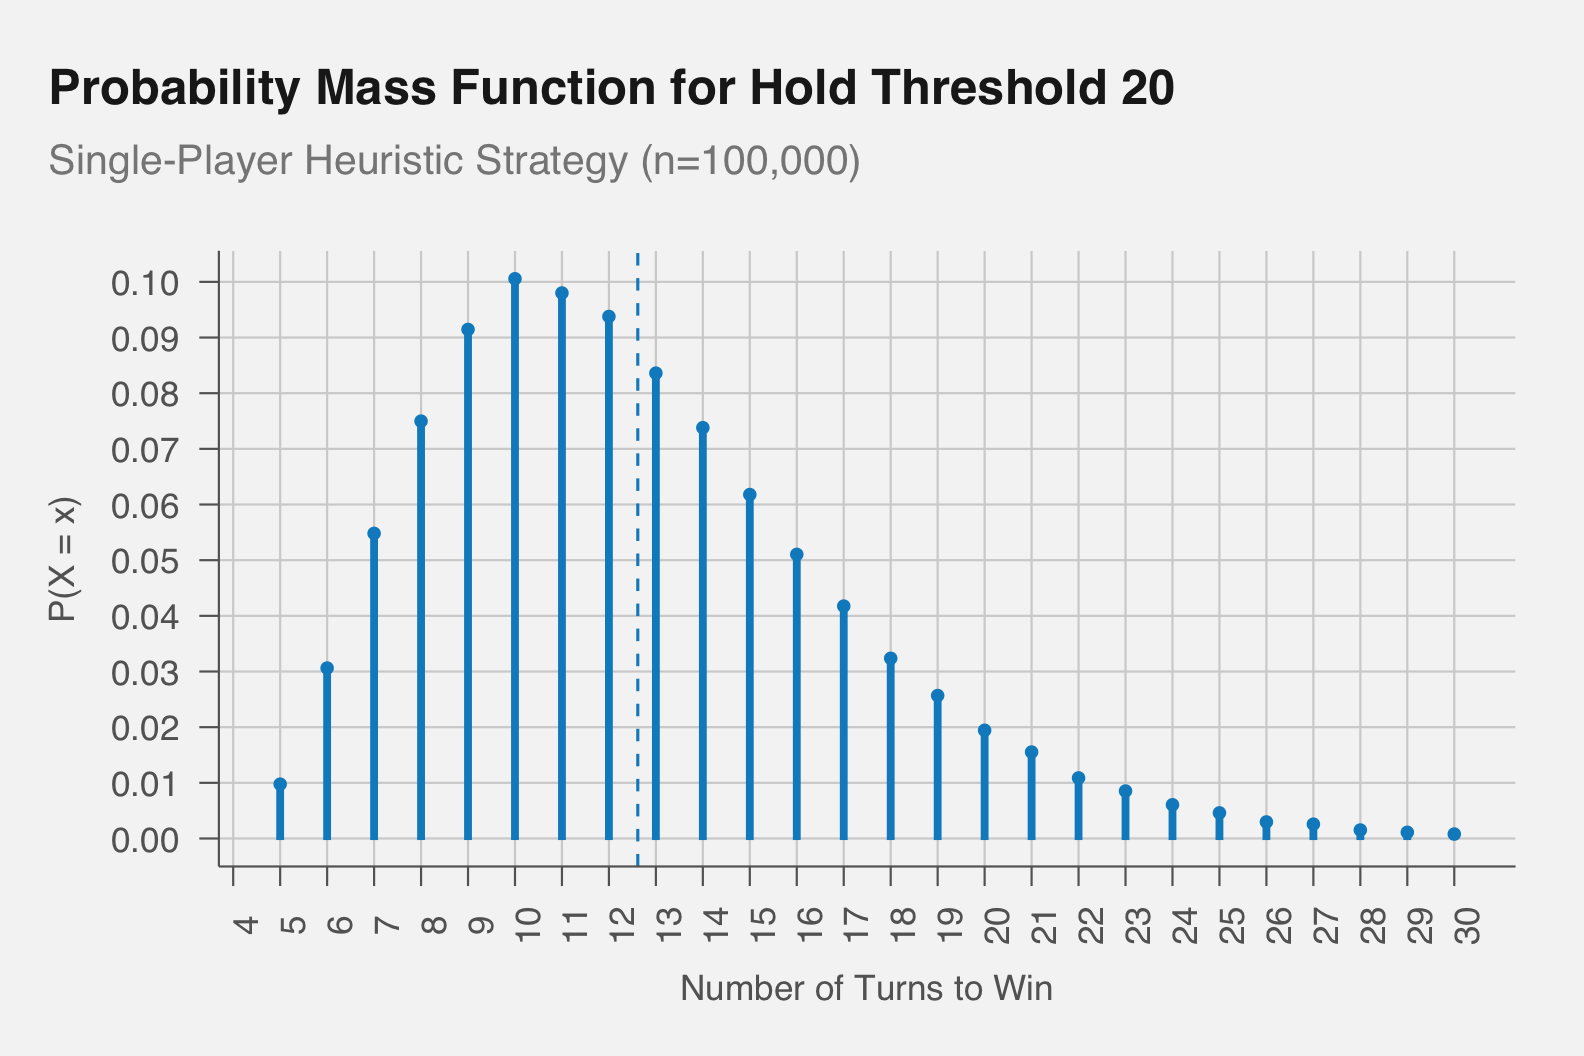 Probability Mass Function for Hold Threshold 20
Single-Player Heuristic Strategy (n=100,000)
0.10
0.09
0.08
0.07
0.06
0.05
0.04
0.03
0.02
0.01
0.00
P(X = x)
4 5 6 7 8 9 10 11 12 13 14 15 16 17 18 19 20 21 22 23 24 25 26 27 28 29 30
Number of Turns to Win